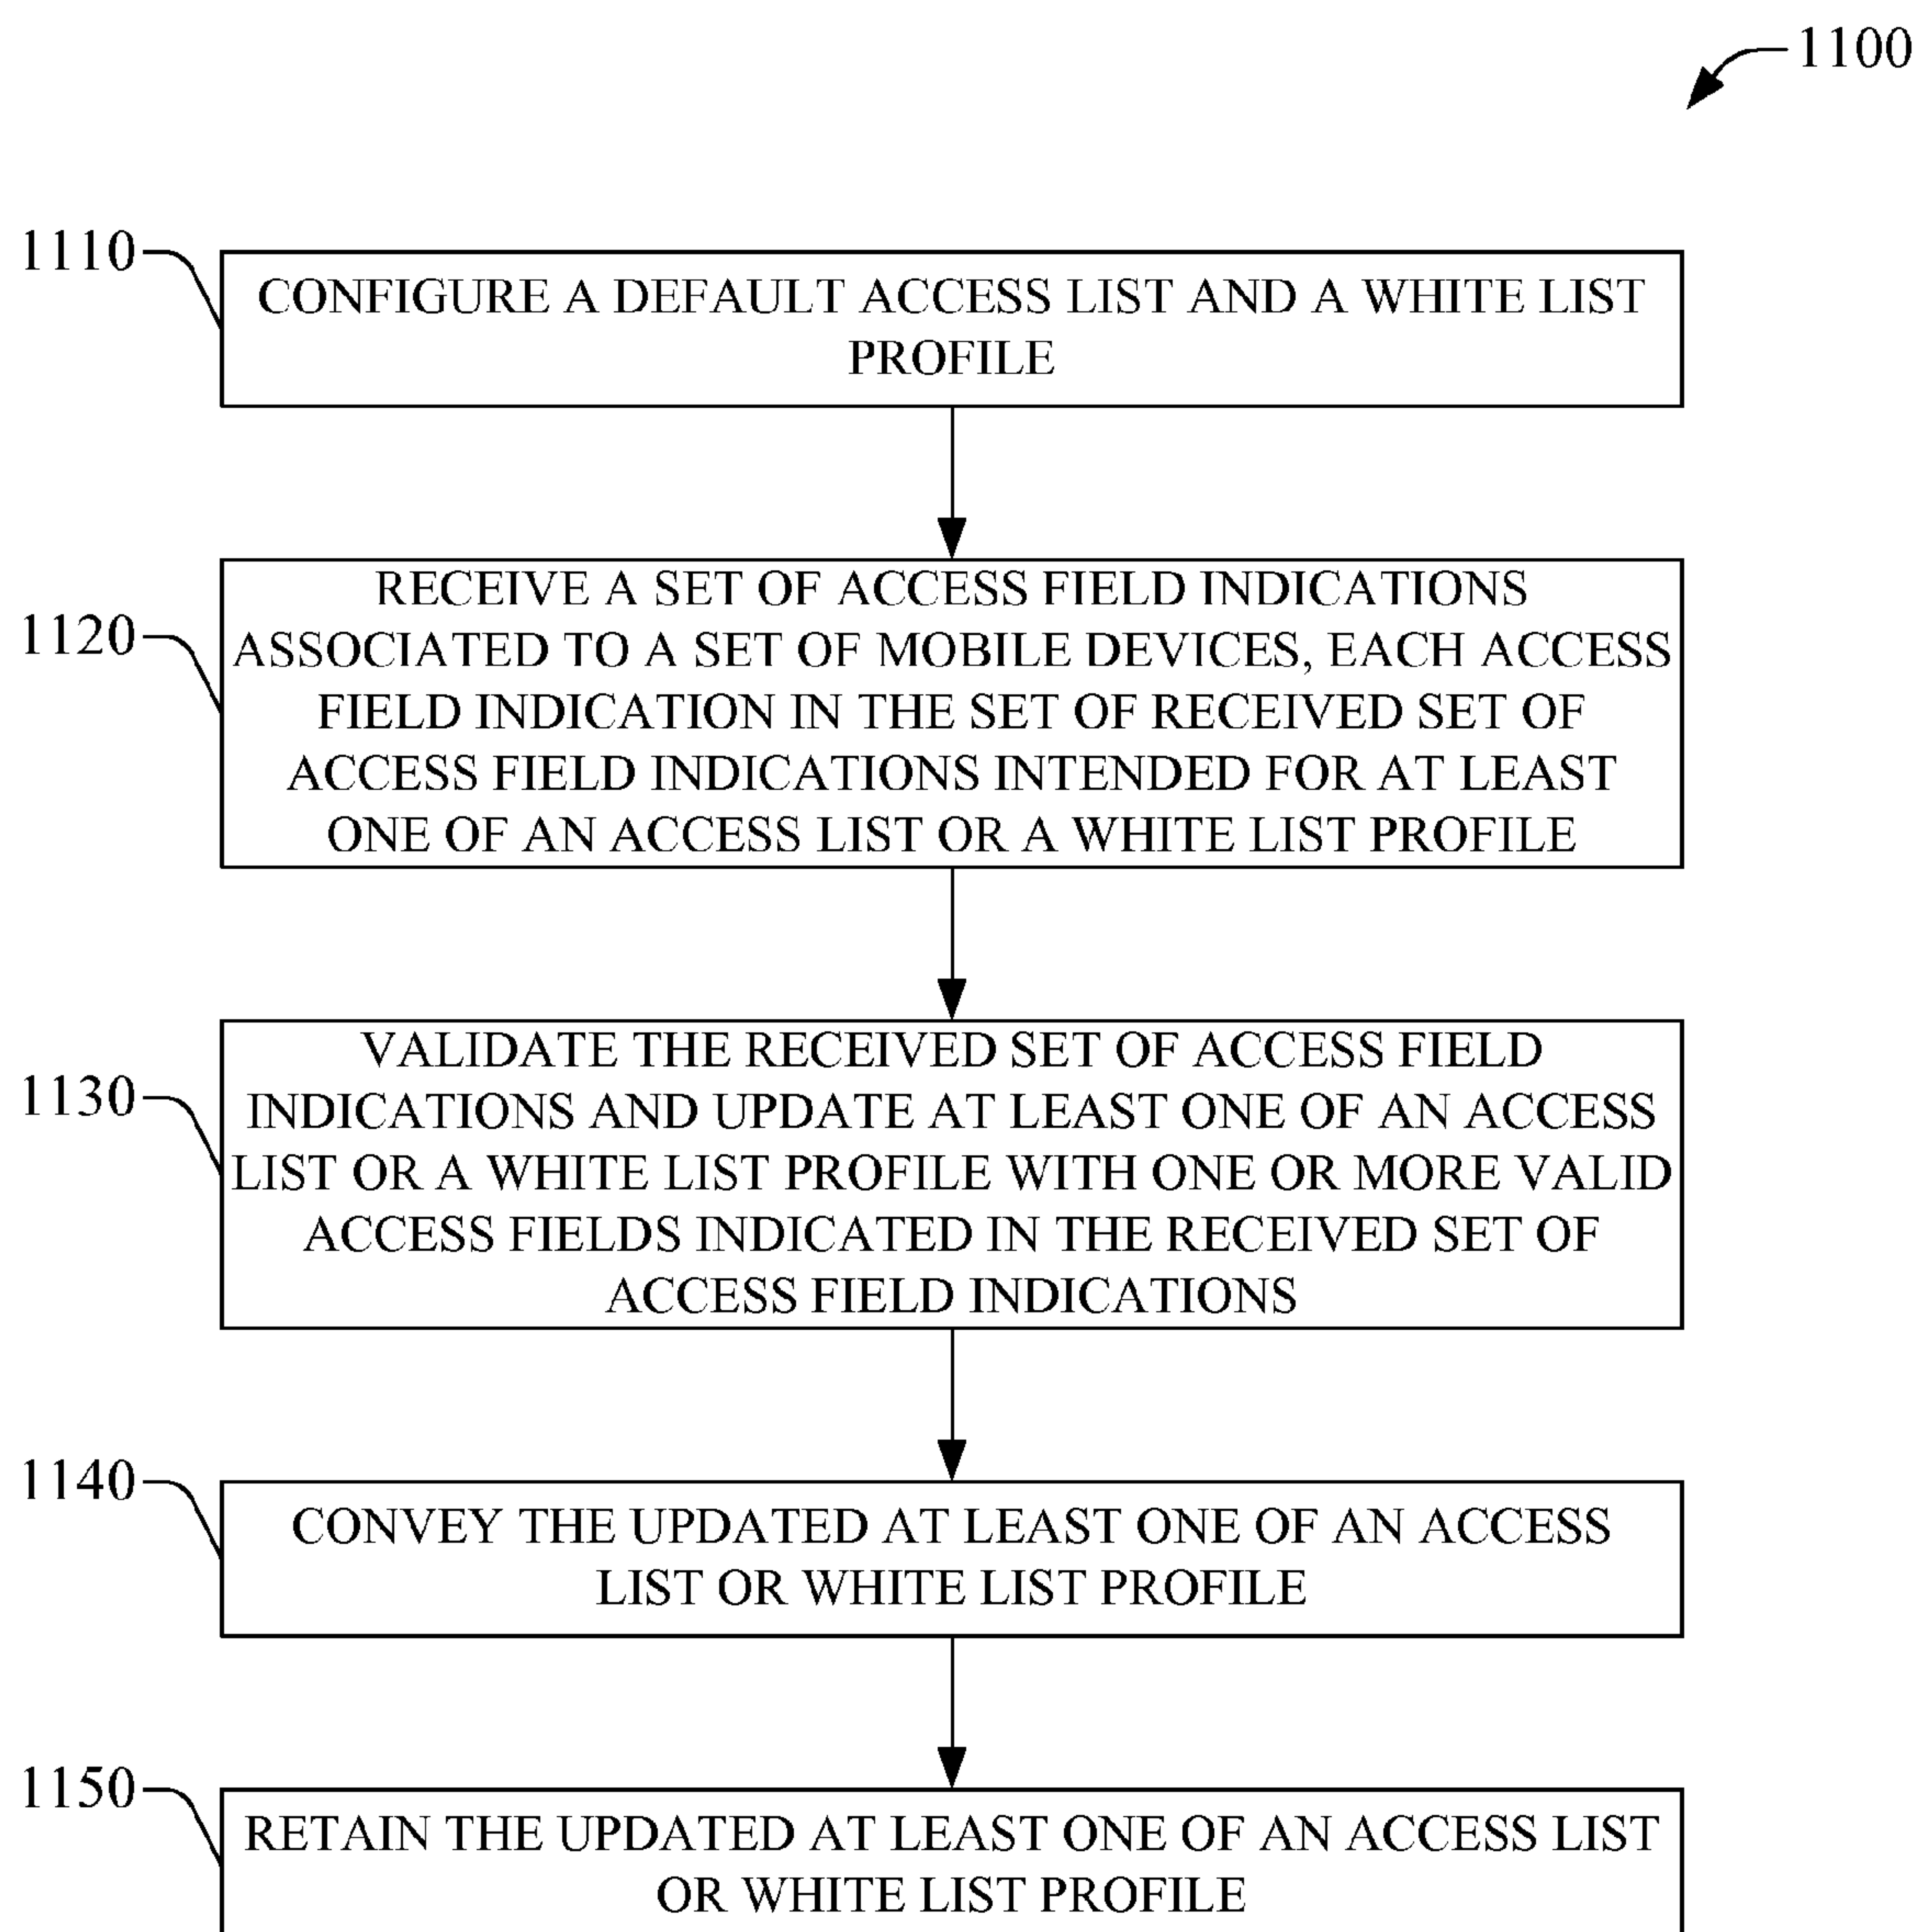 1100
1110
CONFIGURE A DEFAULT ACCESS LIST AND A WHITE LIST
PROFILE
1120
RECEIVE A SET OF ACCESS FIELD INDICATIONS
ASSOCIATED TO A SET OF MOBILE DEVICES, EACH ACCESS
FIELD INDICATION IN THE SET OF RECEIVED SET OF
ACCESS FIELD INDICATIONS INTENDED FOR AT LEAST
ONE OF AN ACCESS LIST OR A WHITE LIST PROFILE
1130
VALIDATE THE RECEIVED SET OF ACCESS FIELD
INDICATIONS AND UPDATE AT LEAST ONE OF AN ACCESS
LIST OR A WHITE LIST PROFILE WITH ONE OR MORE VALID
ACCESS FIELDS INDICATED IN THE RECEIVED SET OF
ACCESS FIELD INDICATIONS
1140
CONVEY THE UPDATED AT LEAST ONE OF AN ACCESS
LIST OR WHITE LIST PROFILE
1150
RETAIN THE UPDATED AT LEAST ONE OF AN ACCESS LIST
OR WHITE LIST PROFILE